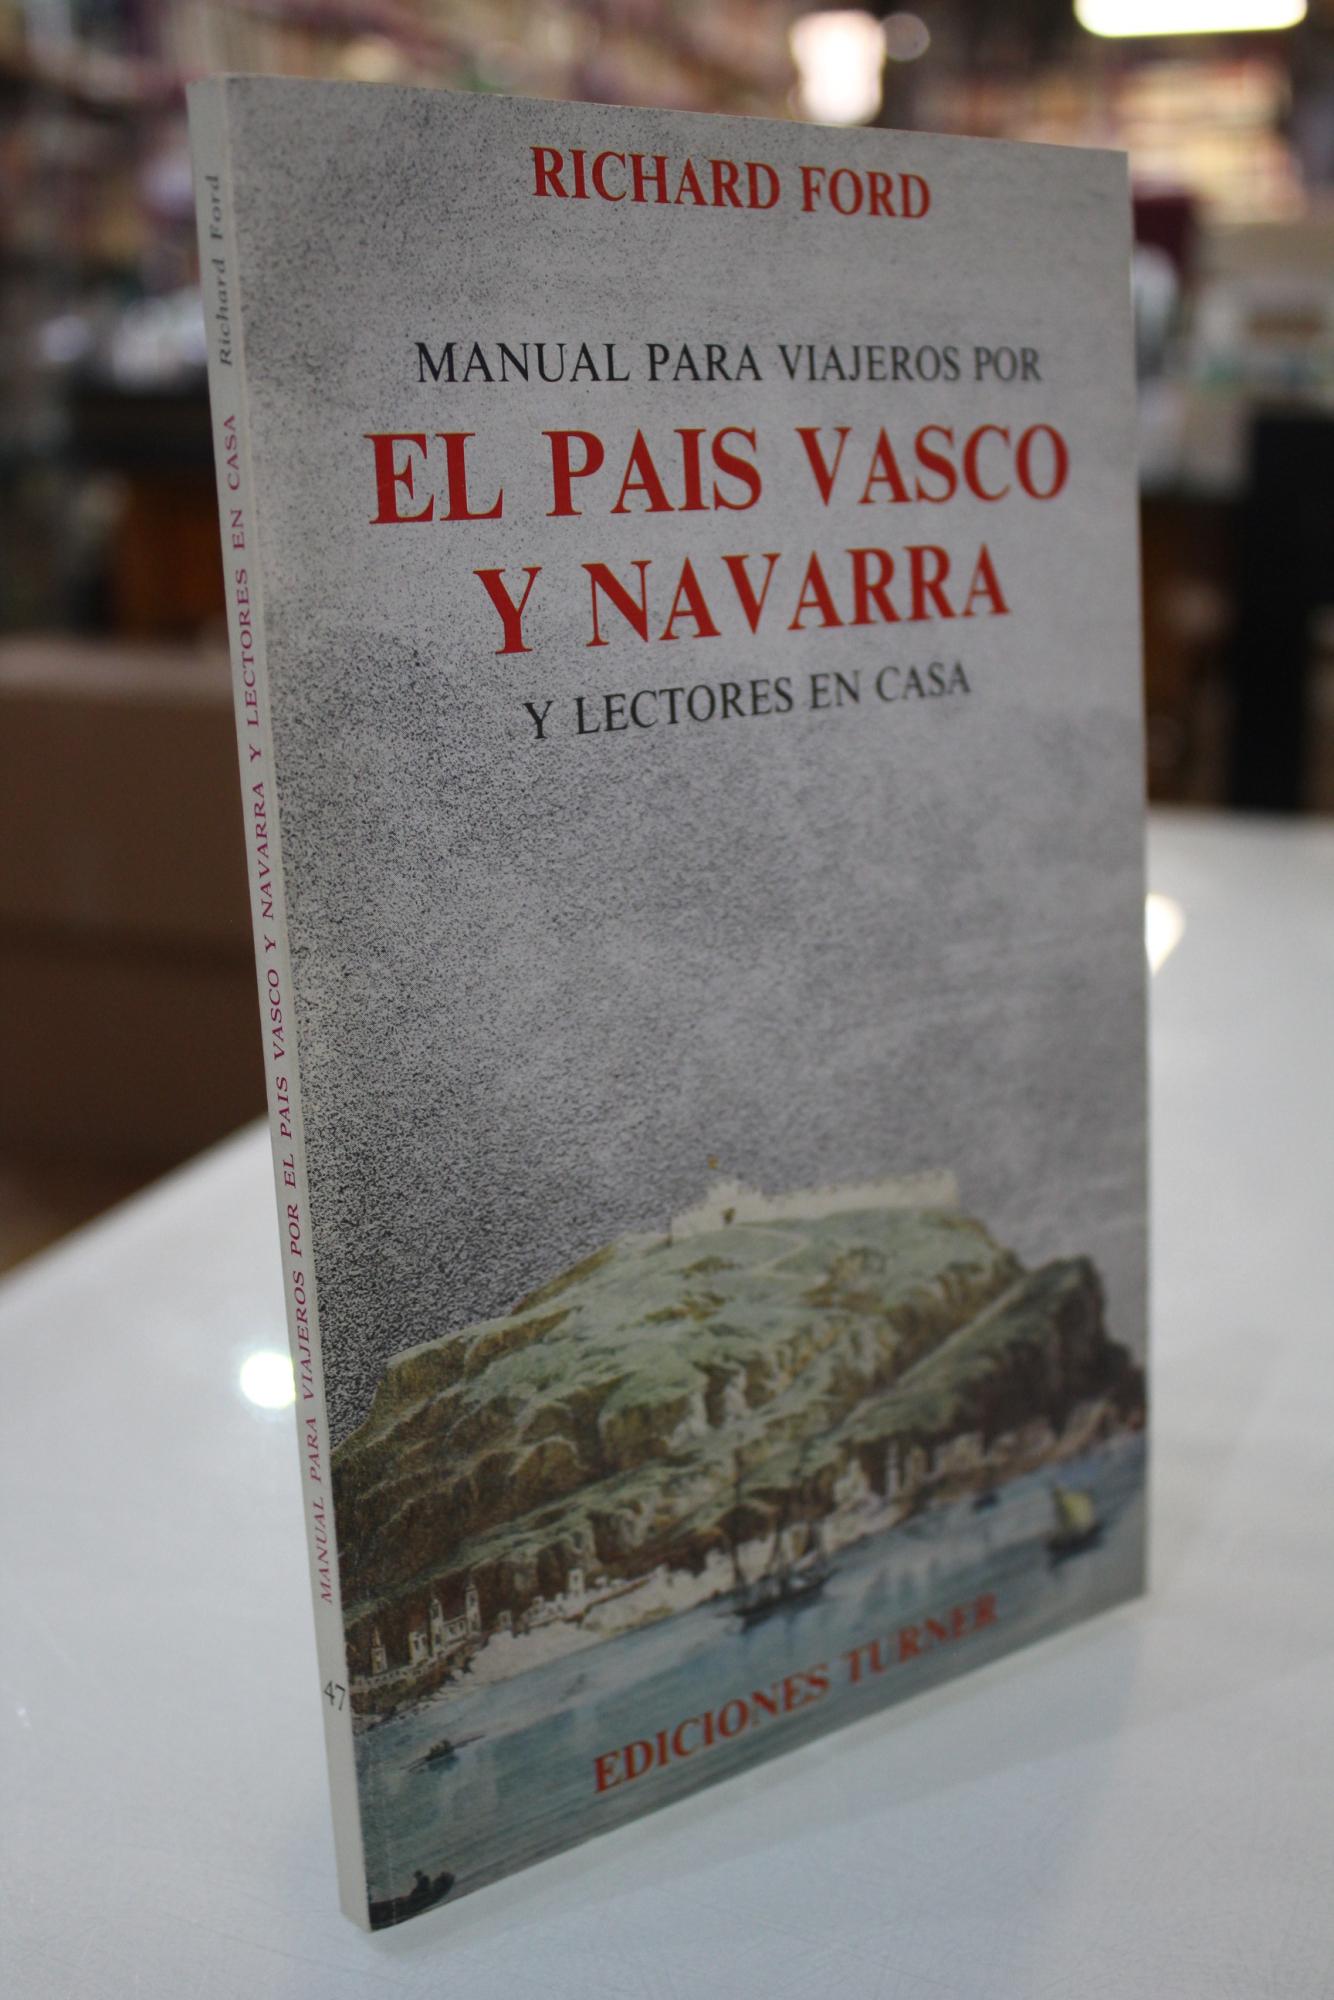 RICHARD FORD
MANUAL PARA VIAJEROS POR
EL PAIS VASCO
Y NAVARRA
Y LECTORES EN CASA
EDICIONES TURNER
47 MANUAL PARA VIAJEROS POR EL PAIS VASCO Y NAVARRA Y LECTORES EN CASA Richard Ford